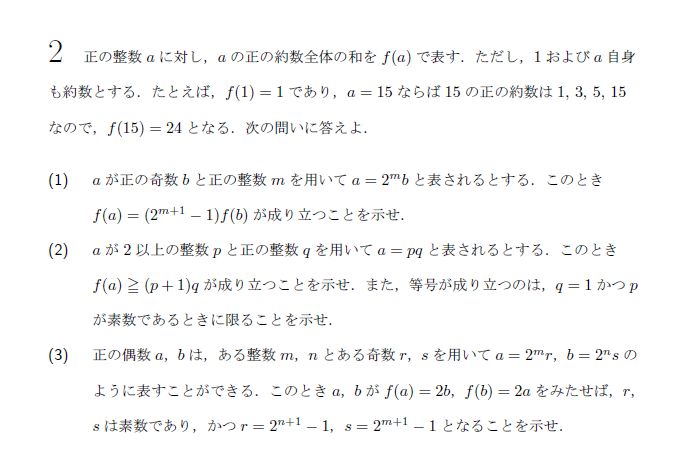 2 正の整数 a に対し，a の正の約数全体の和を f(a) で表す．ただし，1 および a 自身
も約数とする．たとえば，f(1) = 1 であり，a = 15 ならば 15 の正の約数は 1, 3, 5, 15
なので，f(15) = 24 となる．次の問いに答えよ．
(1) a が正の奇数 b と正の整数 m を用いて a = 2^m b と表されるとする．このとき
f(a) = (2^{m+1} − 1)f(b) が成り立つことを示せ．
(2) a が 2 以上の整数 p と正の整数 q を用いて a = pq と表されるとする．このとき
f(a) ≧ (p + 1)q が成り立つことを示せ．また，等号が成り立つのは，q = 1 かつ p
が素数であるときに限ることを示せ．
(3) 正の偶数 a，b は，ある整数 m，n とある奇数 r，s を用いて a = 2^m r，b = 2^n s の
ように表すことができる．このとき a，b が f(a) = 2b，f(b) = 2a をみたせば，r，
s は素数であり，かつ r = 2^{n+1} − 1，s = 2^{m+1} − 1 となることを示せ．